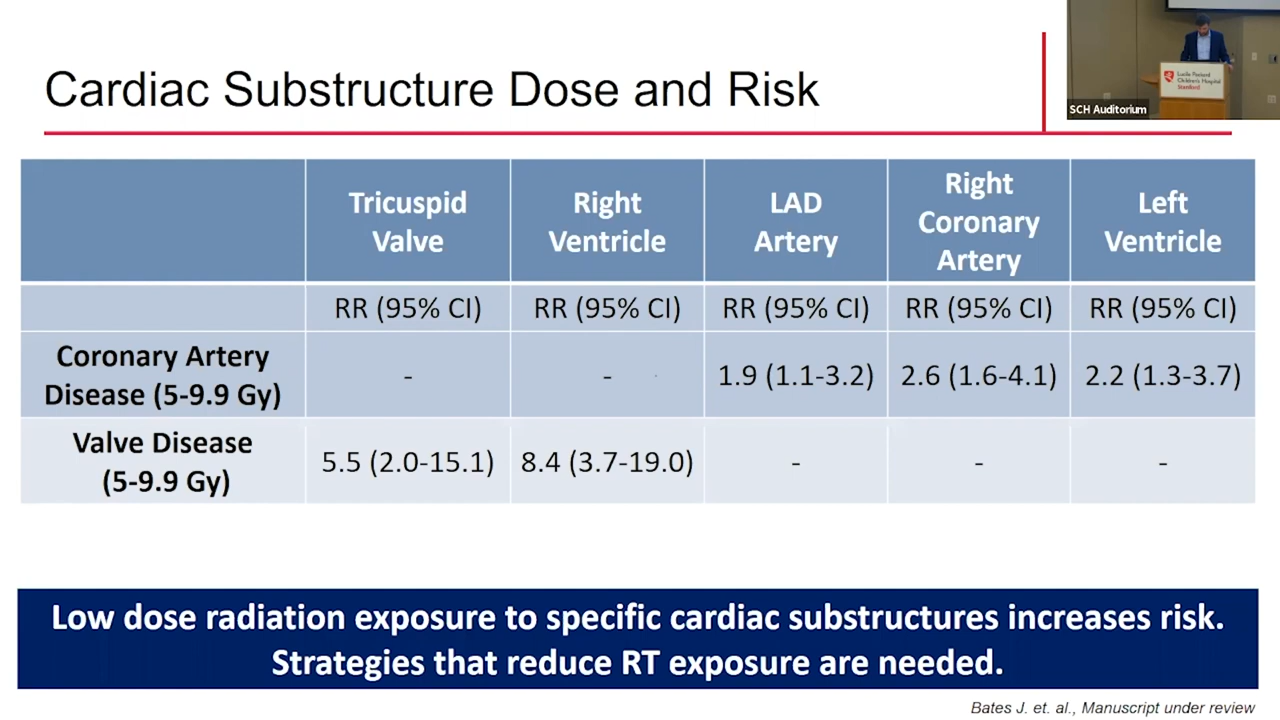 Cardiac Substructure Dose and Risk
Lucile Packard
Children's Hospital
Stanford
SCH Auditorium
Tricuspid Valve
Right Ventricle
LAD Artery
Right Coronary Artery
Left Ventricle
RR (95% CI) RR (95% CI) RR (95% CI) RR (95% CI) RR (95% CI)
Coronary Artery
Disease (5-9.9 Gy)
- - 1.9 (1.1-3.2) 2.6 (1.6-4.1) 2.2 (1.3-3.7)
Valve Disease
(5-9.9 Gy)
5.5 (2.0-15.1) 8.4 (3.7-19.0) - - -
Low dose radiation exposure to specific cardiac substructures increases risk.
Strategies that reduce RT exposure are needed.
Bates J. et. al., Manuscript under review